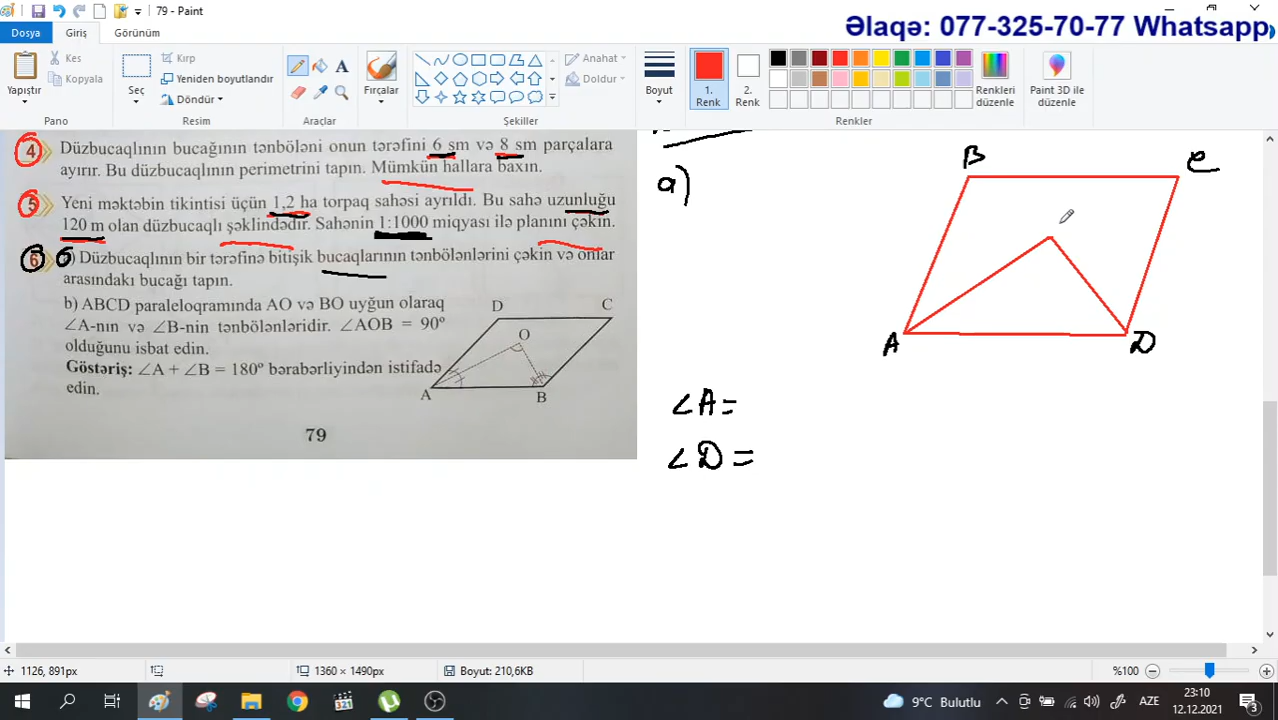 79 - Paint
Əlaqə: 077-325-70-77 Whatsapp
Dosya
Giriş
Görünüm
Yapıştır
Kes
Kopyala
Pano
Seç
Kırp
Yeniden boyutlandır
Döndür
Resim
A
Araçlar
Fırçalar
Anahat
Doldur
Şekiller
Boyut
1.
Renk
2.
Renk
Renkleri
düzenle
Paint 3D ile
düzenle
Renkler
4 Düzbucaqlının bucağının tənböləni onun tərəfini 6 sm və 8 sm parçalara
ayırır. Bu düzbucaqlının perimetrini tapın. Mümkün hallara baxın.
5 Yeni məktəbin tikintisi üçün 1,2 ha torpaq sahəsi ayrıldı. Bu sahə uzunluğu
120 m olan düzbucaqlı şəklindədir. Sahənin 1:1000 miqyası ilə planını çəkin.
6 ) Düzbucaqlının bir tərəfinə bitişik bucaqlarının tənbölənlərini çəkin və onlar
arasındakı bucağı tapın.
b) ABCD paraleloqramında AO və BO uyğun olaraq
∠A-nın və ∠B-nin tənbölənləridir. ∠AOB = 90°
olduğunu isbat edin.
Göstəriş: ∠A + ∠B = 180° bərabərliyindən istifadə
edin.
D
C
O
A
B
79
a)
B
C
A
D
∠A=
∠D=
1126, 891px
1360 × 1490px
Boyut: 210,6KB
%100
9°C Bulutlu
AZE
23:10
12.12.2021
3